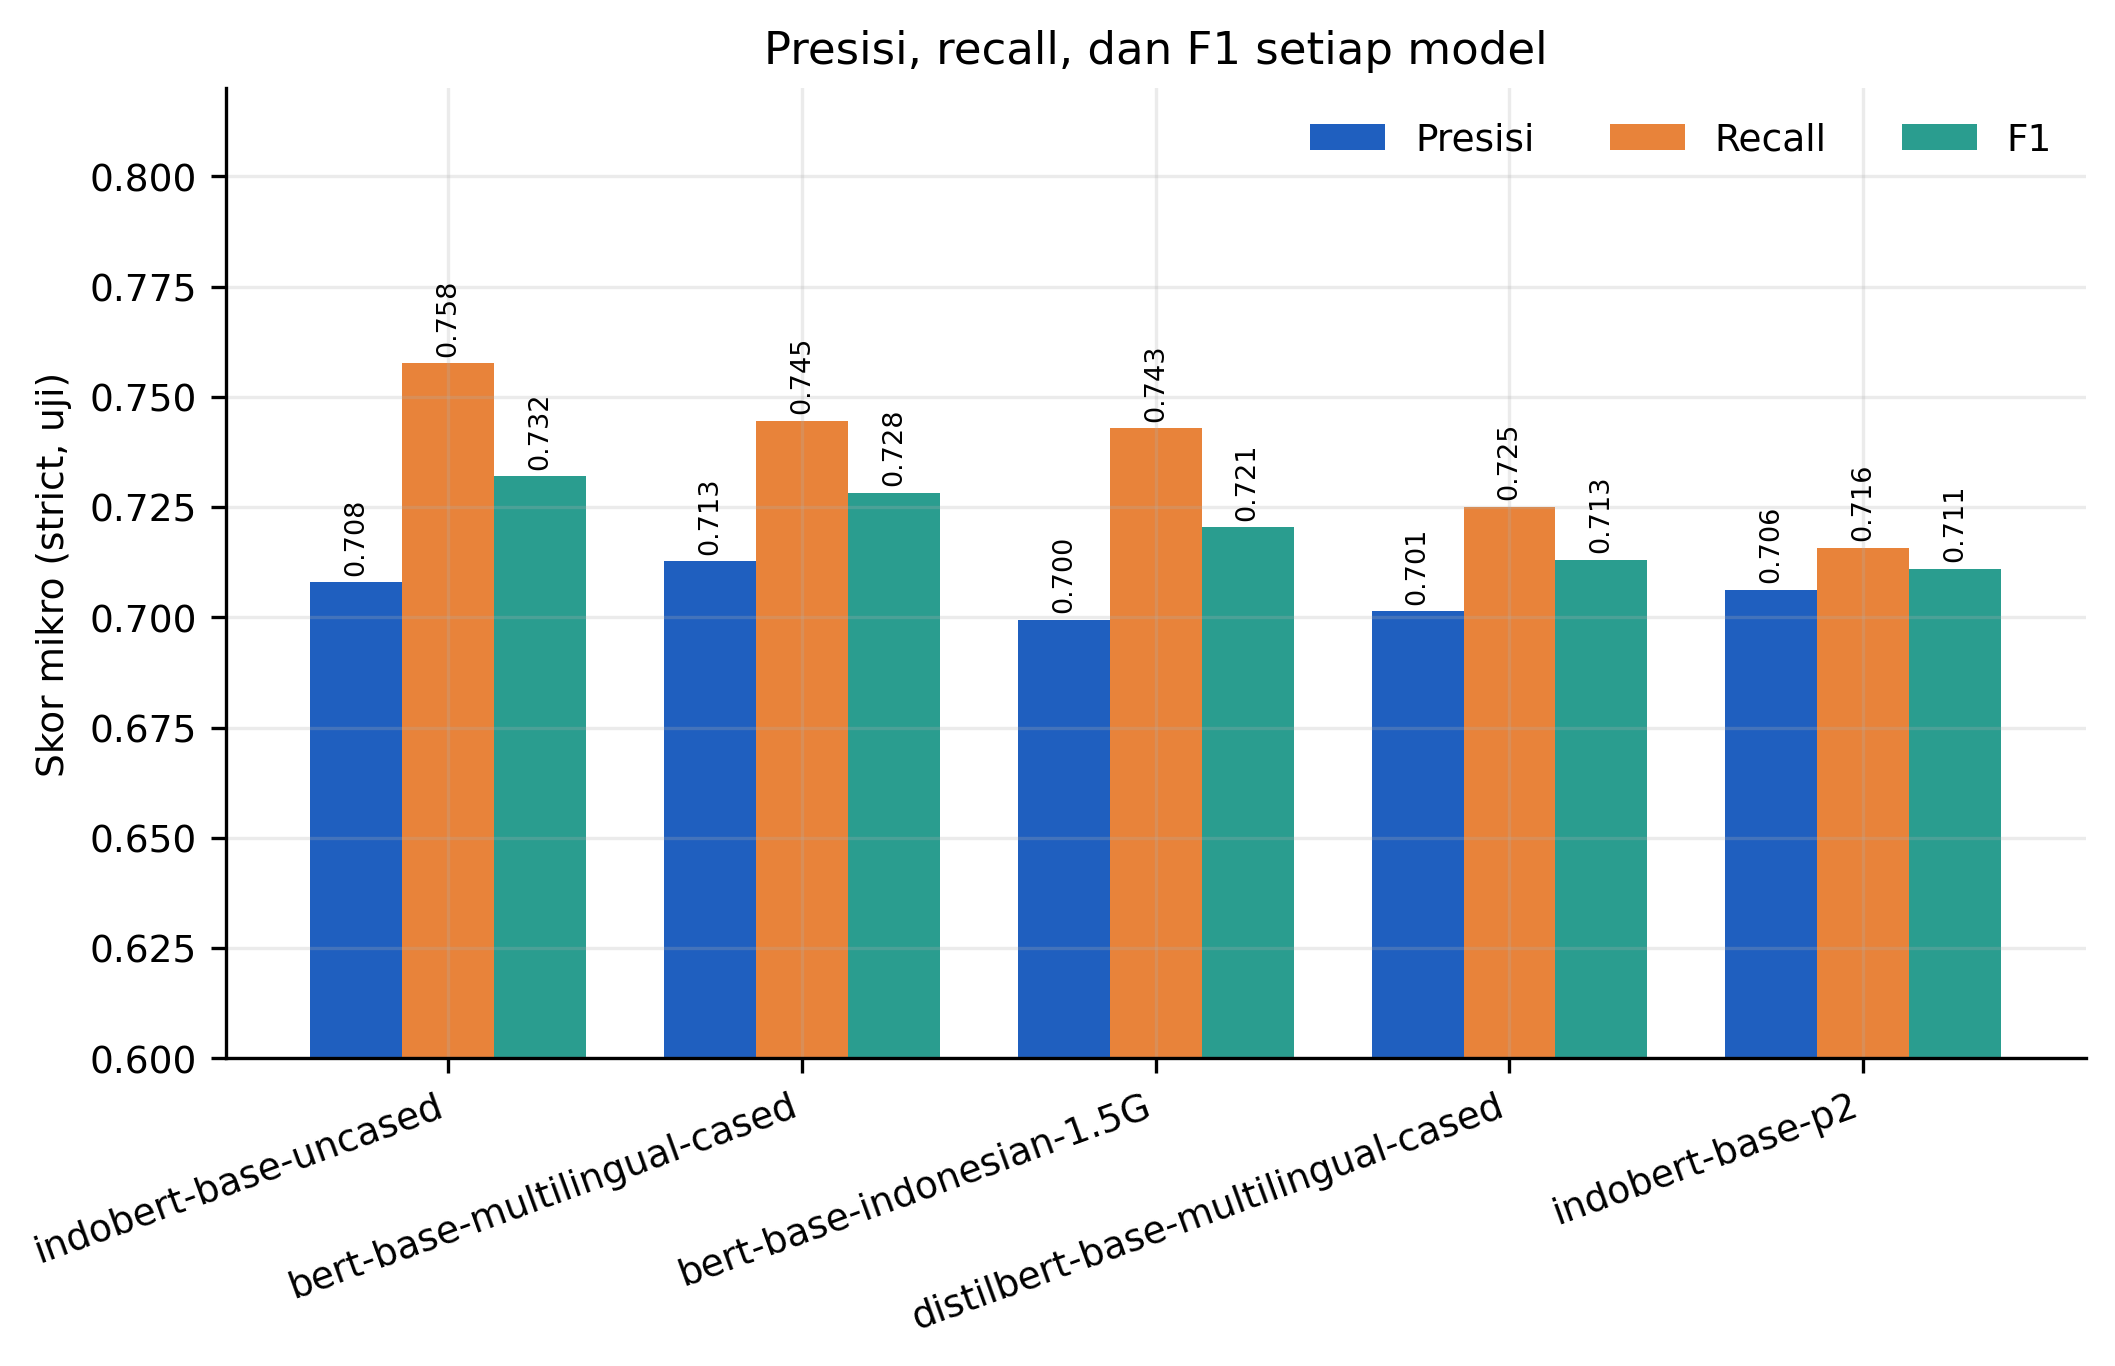 Presisi, recall, dan F1 setiap model
Presisi Recall F1
Skor mikro (strict, uji)
0.800
0.775
0.750
0.725
0.700
0.675
0.650
0.625
0.600
0.708 0.758 0.732
0.713 0.745 0.728
0.700 0.743 0.721
0.701 0.725 0.713
0.706 0.716 0.711
indobert-base-uncased
bert-base-multilingual-cased
bert-base-indonesian-1.5G
distilbert-base-multilingual-cased
indobert-base-p2